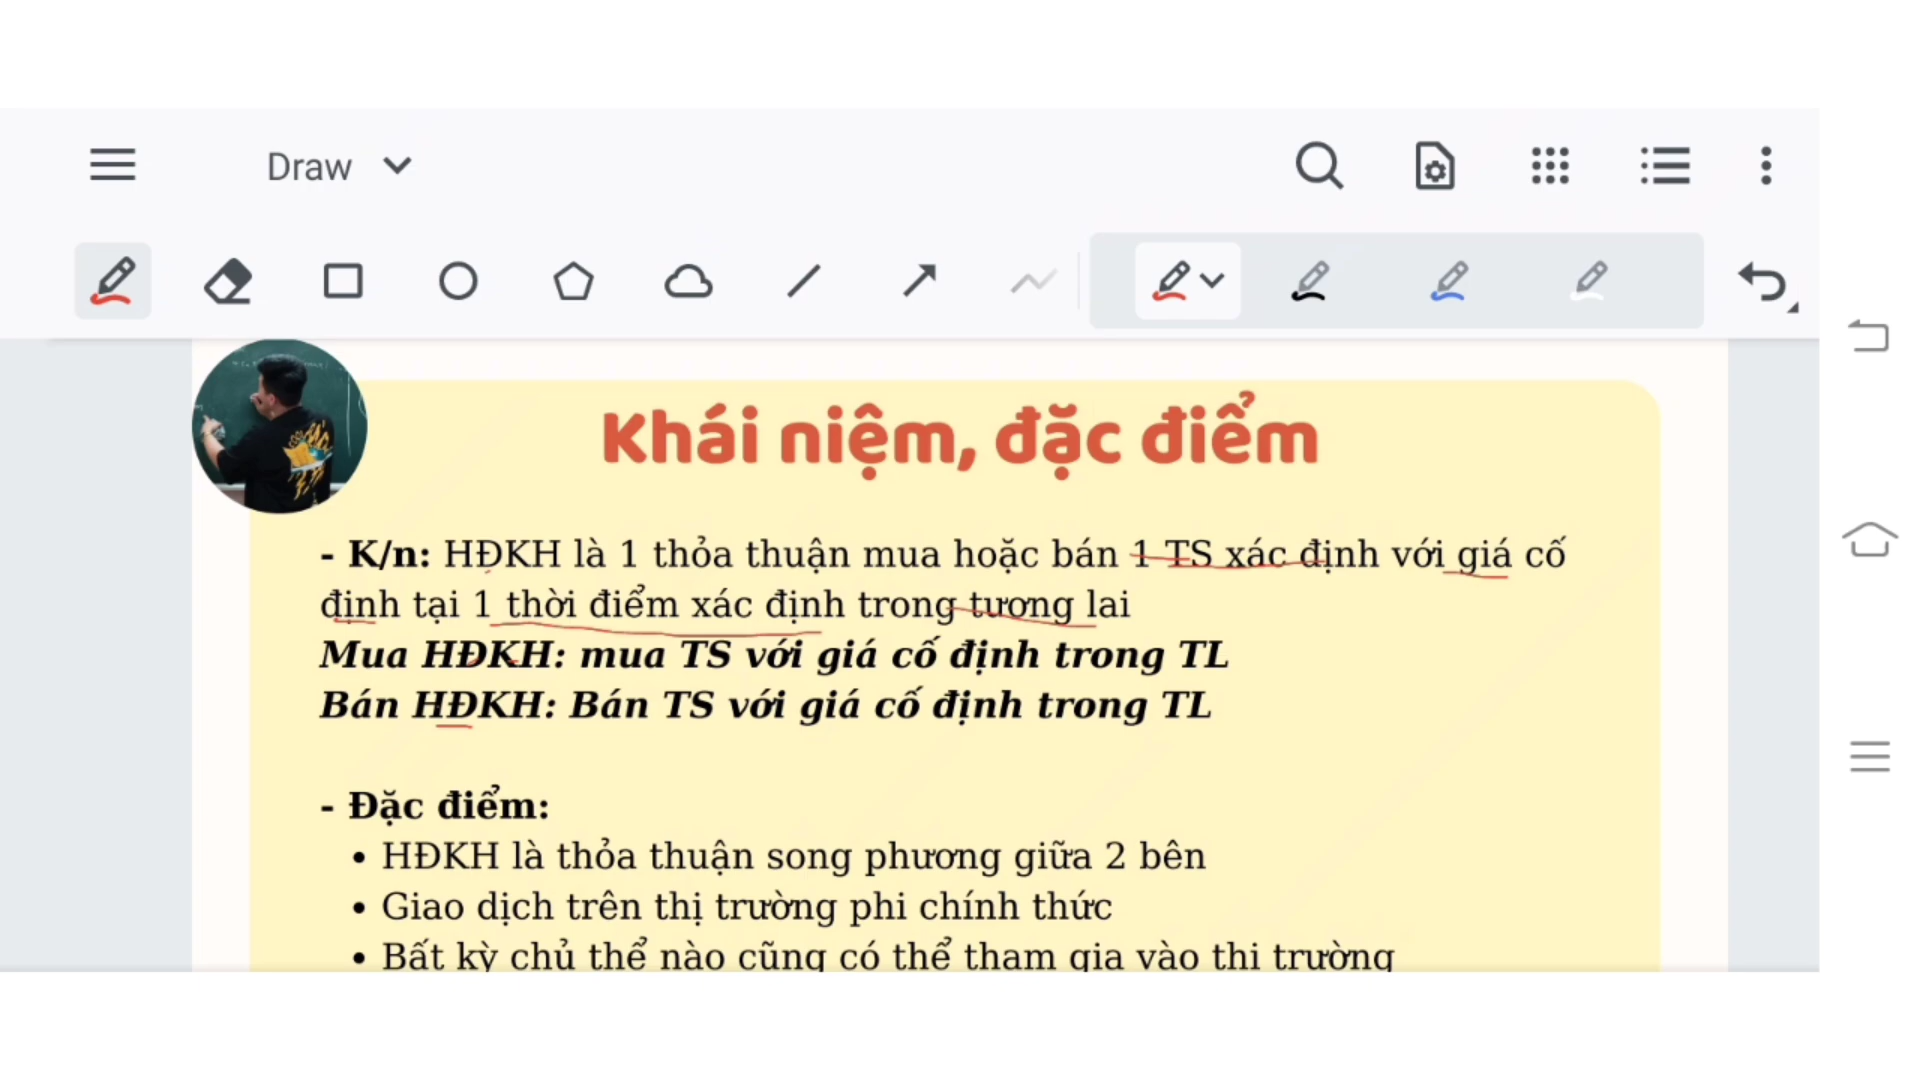 Draw
Khái niệm, đặc điểm
- K/n: HĐKH là 1 thỏa thuận mua hoặc bán 1 TS xác định với giá cố
định tại 1 thời điểm xác định trong tương lai
Mua HĐKH: mua TS với giá cố định trong TL
Bán HĐKH: Bán TS với giá cố định trong TL
- Đặc điểm:
• HĐKH là thỏa thuận song phương giữa 2 bên
• Giao dịch trên thị trường phi chính thức
• Bất kỳ chủ thể nào cũng có thể tham gia vào thị trường